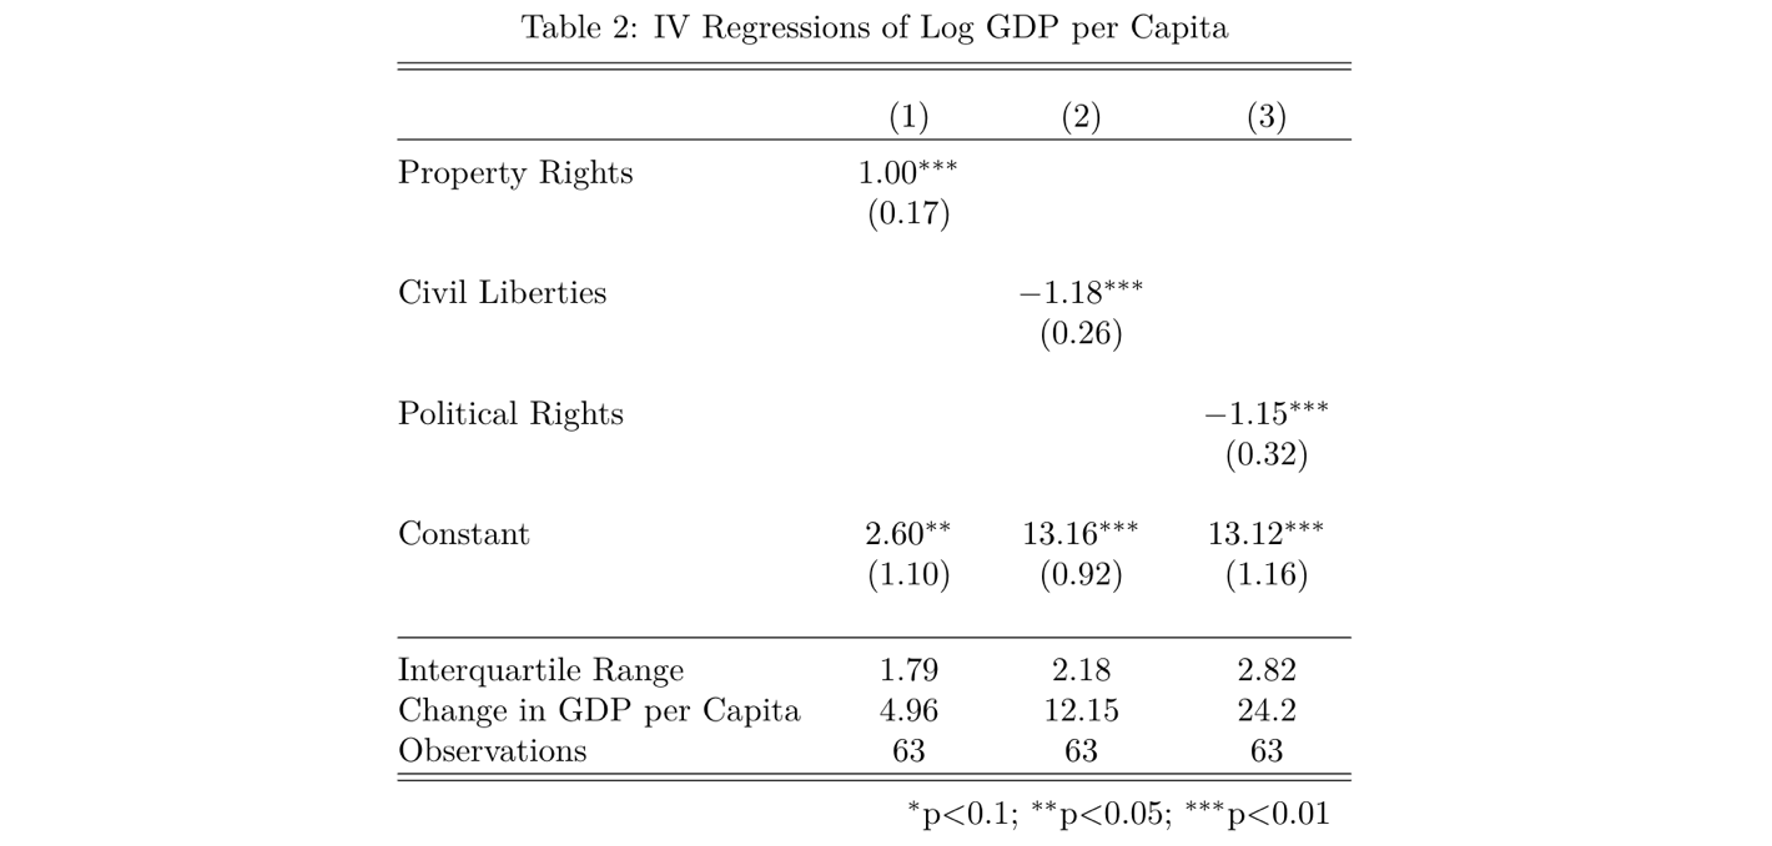 Table 2: IV Regressions of Log GDP per Capita
(1) (2) (3)
Property Rights 1.00***
(0.17)
Civil Liberties −1.18***
(0.26)
Political Rights −1.15***
(0.32)
Constant 2.60** 13.16*** 13.12***
(1.10) (0.92) (1.16)
Interquartile Range 1.79 2.18 2.82
Change in GDP per Capita 4.96 12.15 24.2
Observations 63 63 63
*p<0.1; **p<0.05; ***p<0.01